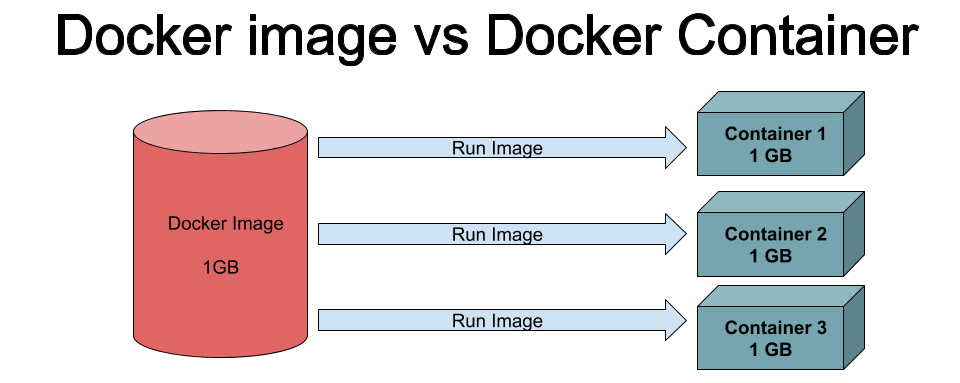 Docker image vs Docker Container
Docker Image
1GB
Run Image
Run Image
Run Image
Container 1
1 GB
Container 2
1 GB
Container 3
1 GB